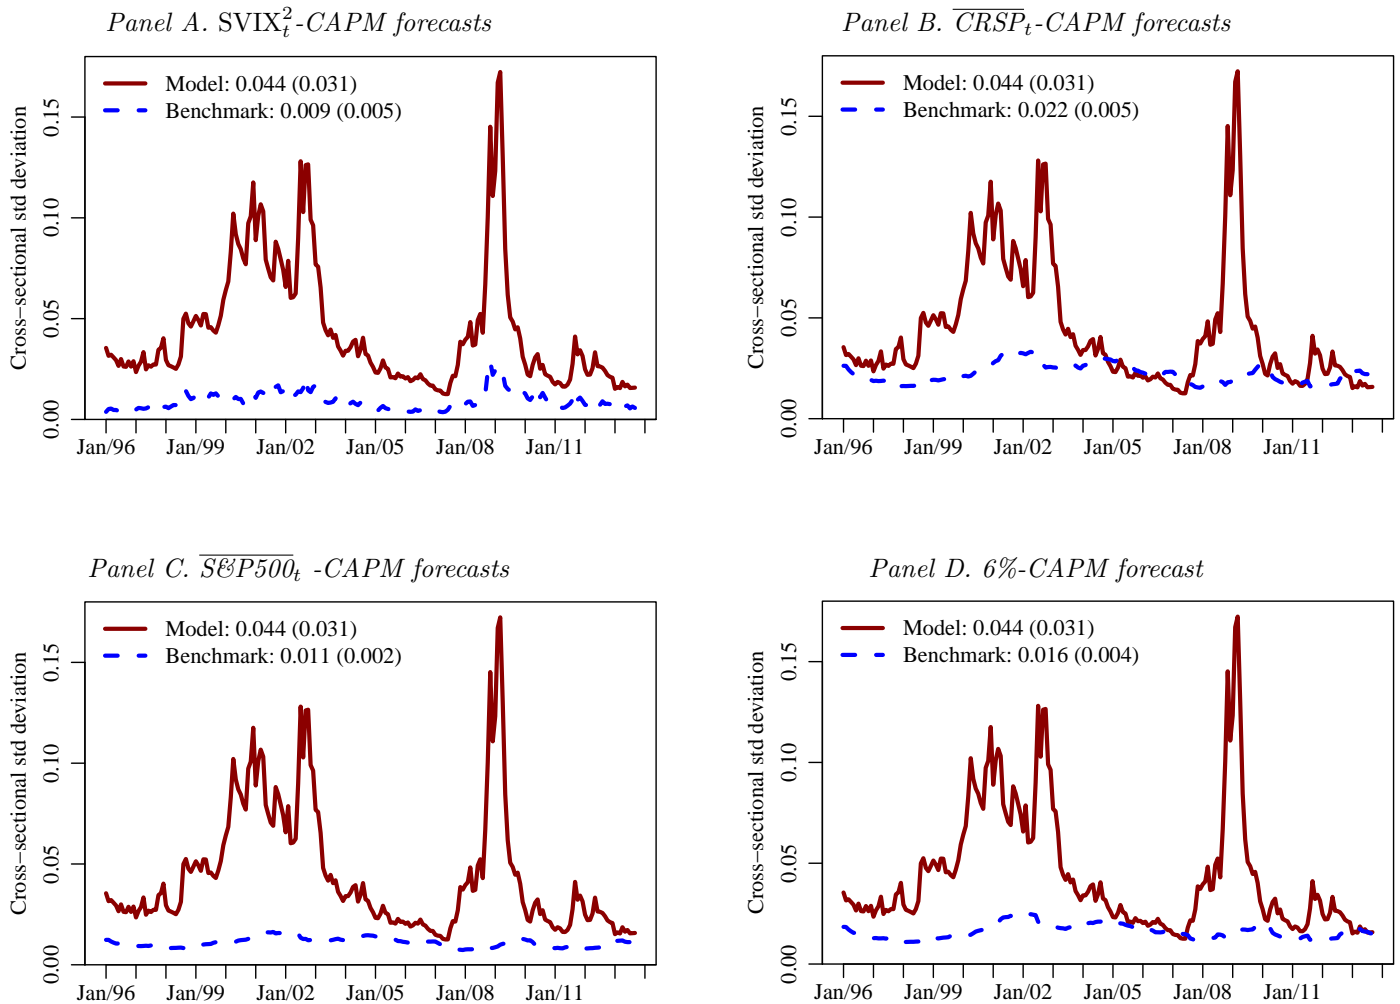 Panel A. SVIX²ₜ-CAPM forecasts
Model: 0.044 (0.031)
Benchmark: 0.009 (0.005)
Cross−sectional std deviation
0.15
0.10
0.05
0.00
Jan/96 Jan/99 Jan/02 Jan/05 Jan/08 Jan/11
Panel B. CRSPₜ-CAPM forecasts
Model: 0.044 (0.031)
Benchmark: 0.022 (0.005)
Cross−sectional std deviation
0.15
0.10
0.05
0.00
Jan/96 Jan/99 Jan/02 Jan/05 Jan/08 Jan/11
Panel C. S&P500ₜ -CAPM forecasts
Model: 0.044 (0.031)
Benchmark: 0.011 (0.002)
Cross−sectional std deviation
0.15
0.10
0.05
0.00
Jan/96 Jan/99 Jan/02 Jan/05 Jan/08 Jan/11
Panel D. 6%-CAPM forecast
Model: 0.044 (0.031)
Benchmark: 0.016 (0.004)
Cross−sectional std deviation
0.15
0.10
0.05
0.00
Jan/96 Jan/99 Jan/02 Jan/05 Jan/08 Jan/11